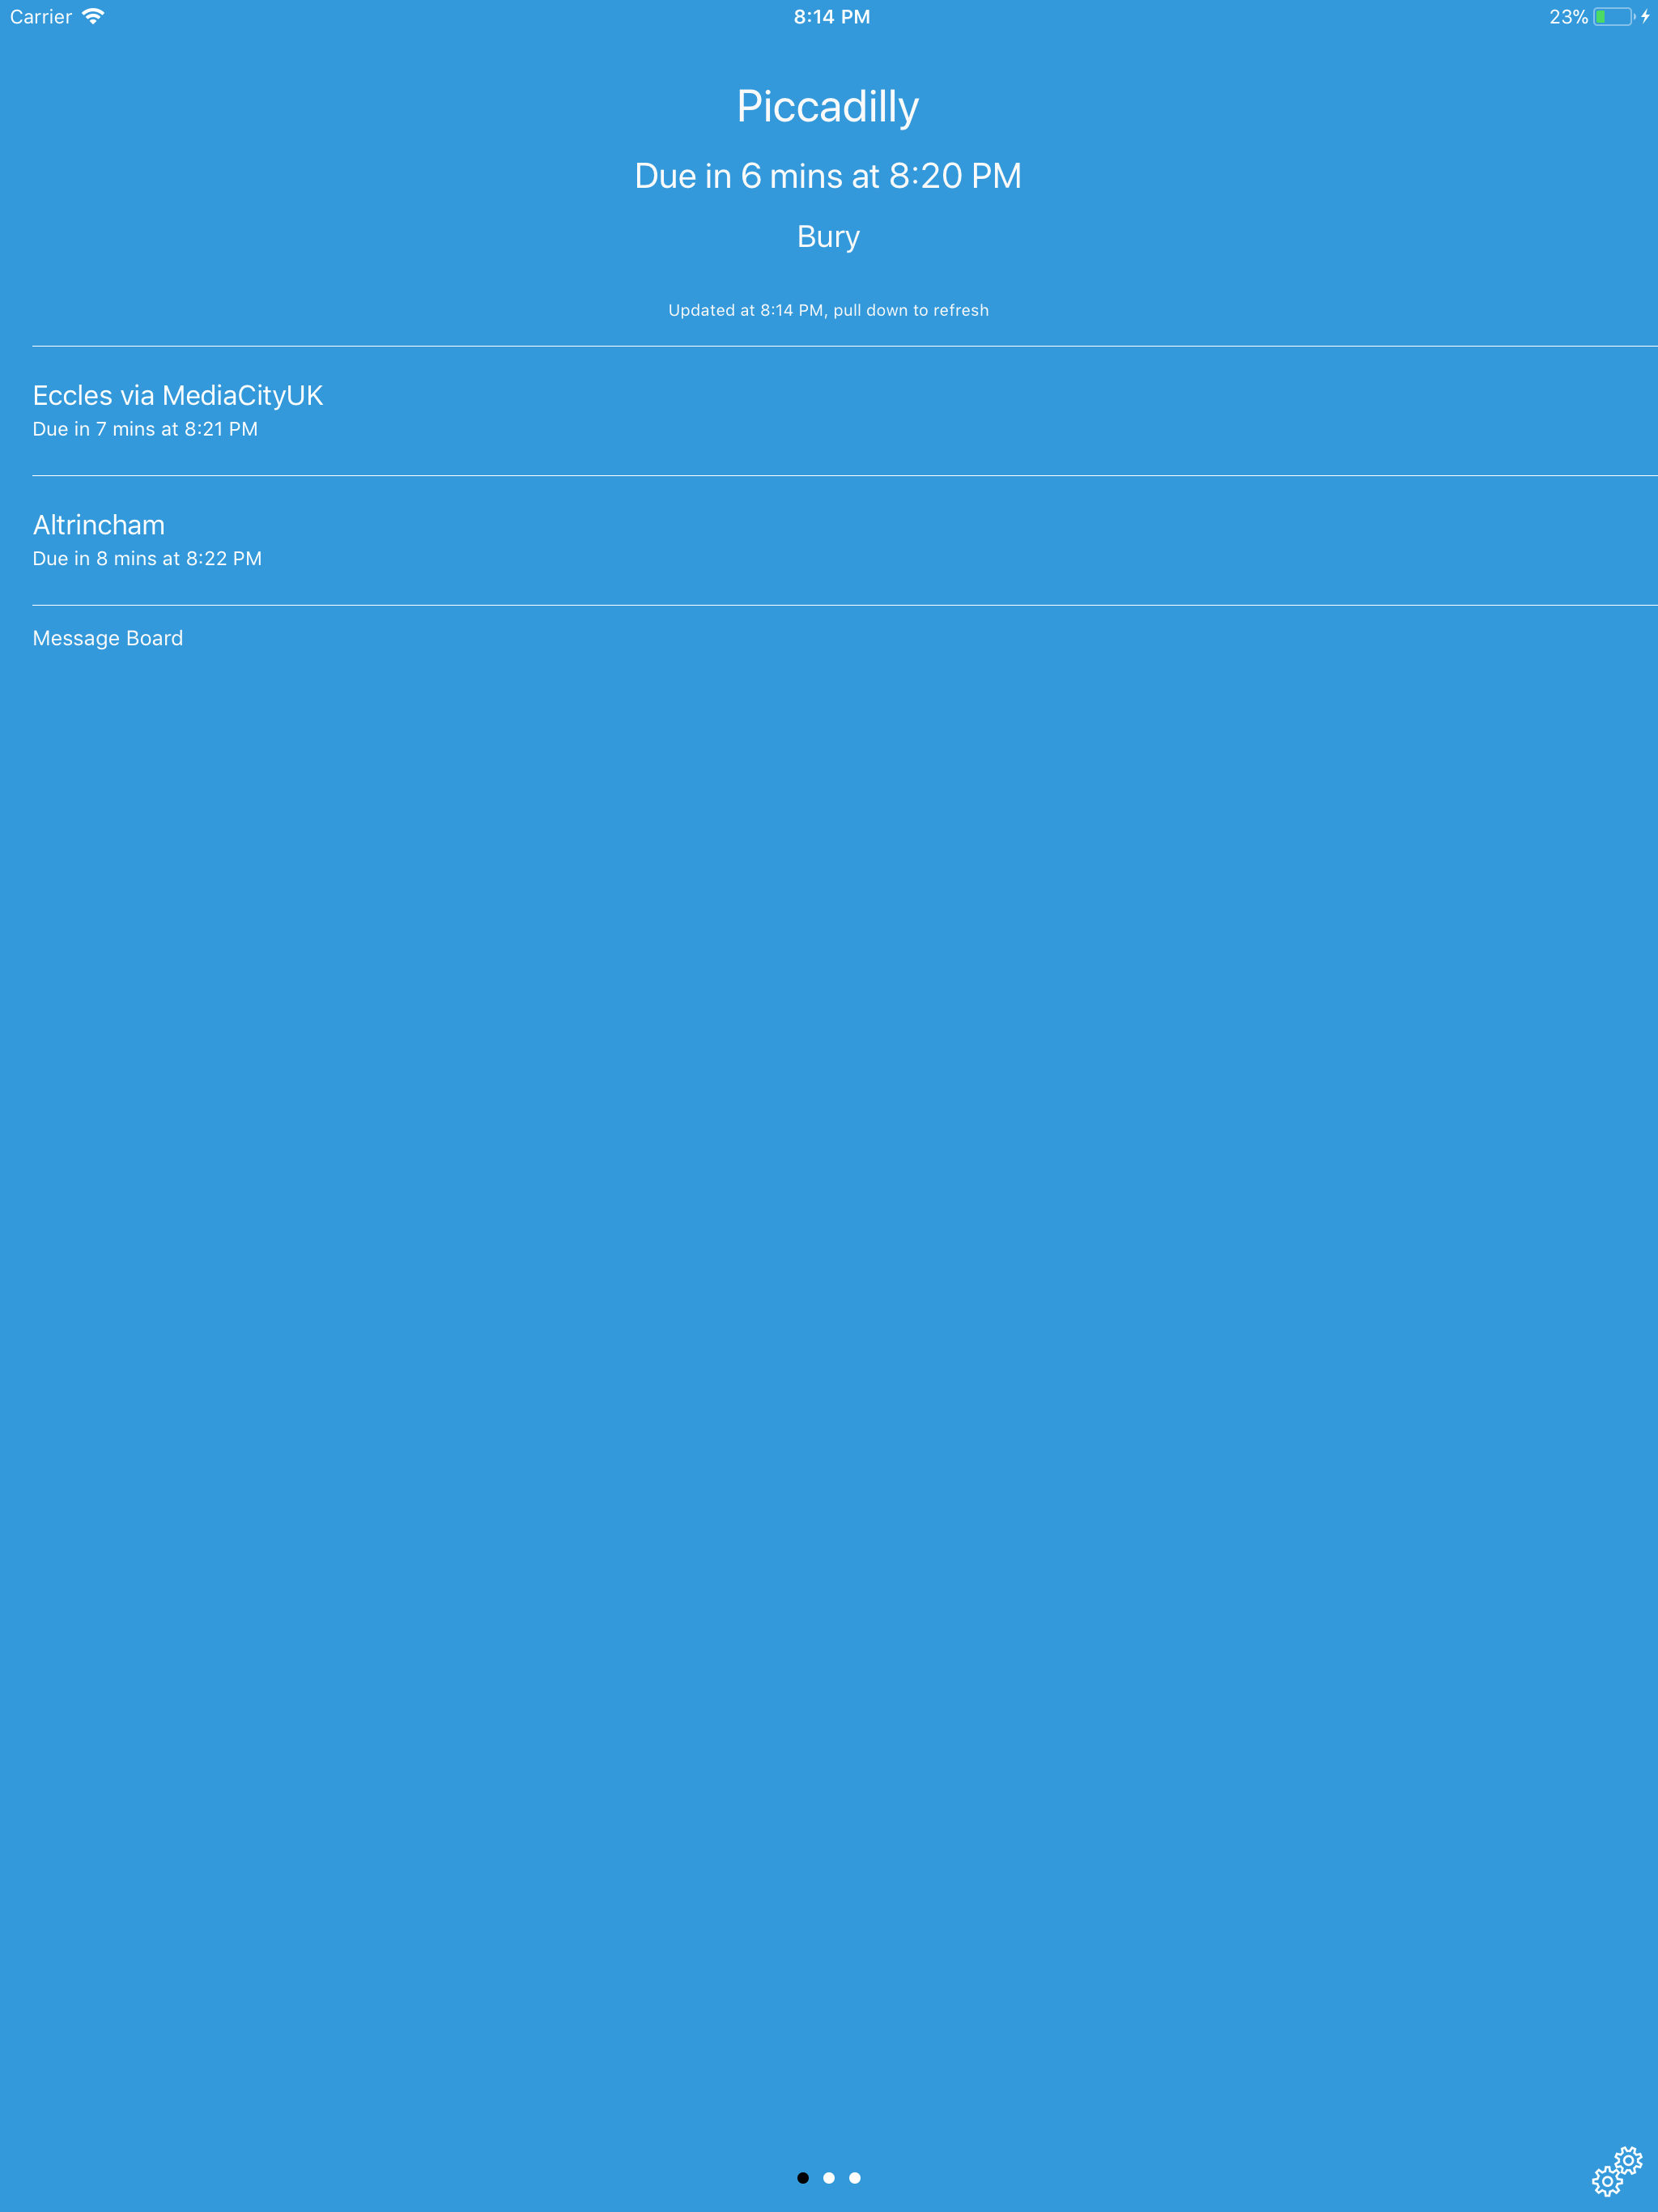 Carrier 8:14 PM 23%
Piccadilly
Due in 6 mins at 8:20 PM
Bury
Updated at 8:14 PM, pull down to refresh
Eccles via MediaCityUK
Due in 7 mins at 8:21 PM
Altrincham
Due in 8 mins at 8:22 PM
Message Board